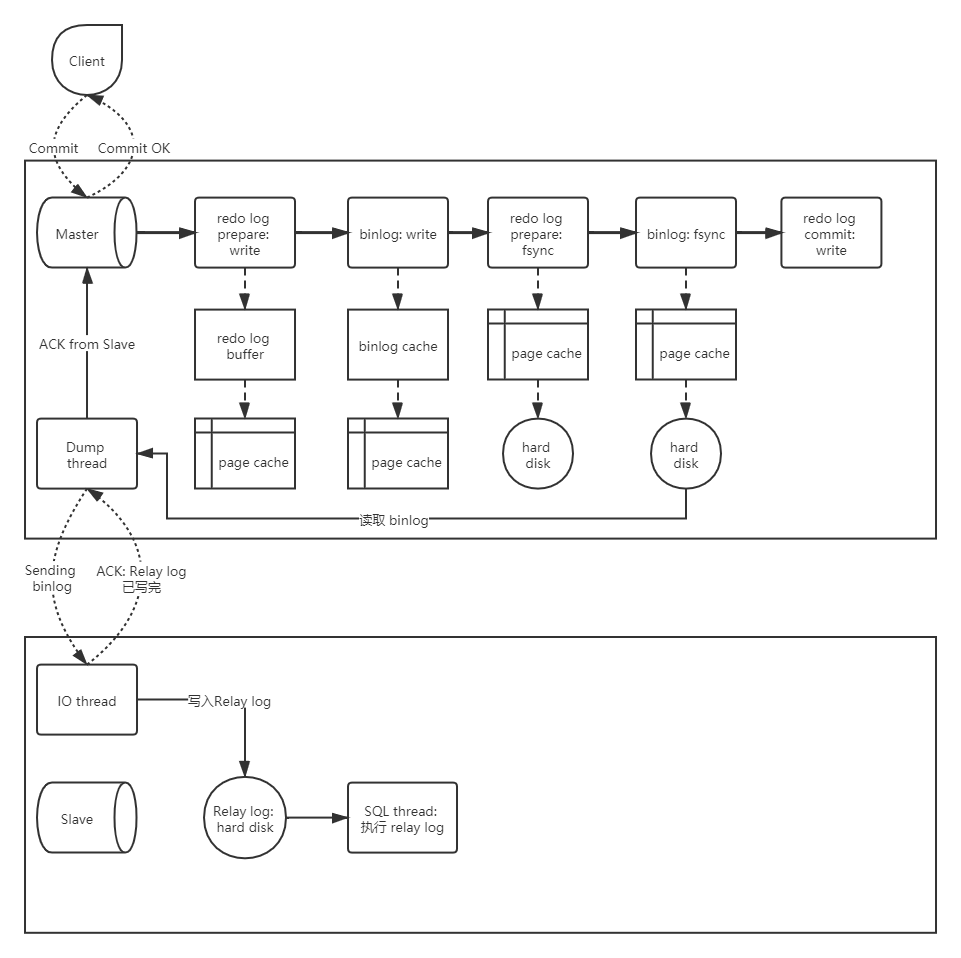 Client
Commit
Commit OK
Master
redo log
prepare:
write
binlog: write
redo log
prepare:
fsync
binlog: fsync
redo log
commit:
write
redo log
buffer
binlog cache
page cache
page cache
ACK from Slave
Dump
thread
page cache
page cache
hard
disk
hard
disk
读取 binlog
Sending
binlog
ACK: Relay log
已写完
IO thread
写入Relay log
Slave
Relay log:
hard disk
SQL thread:
执行 relay log